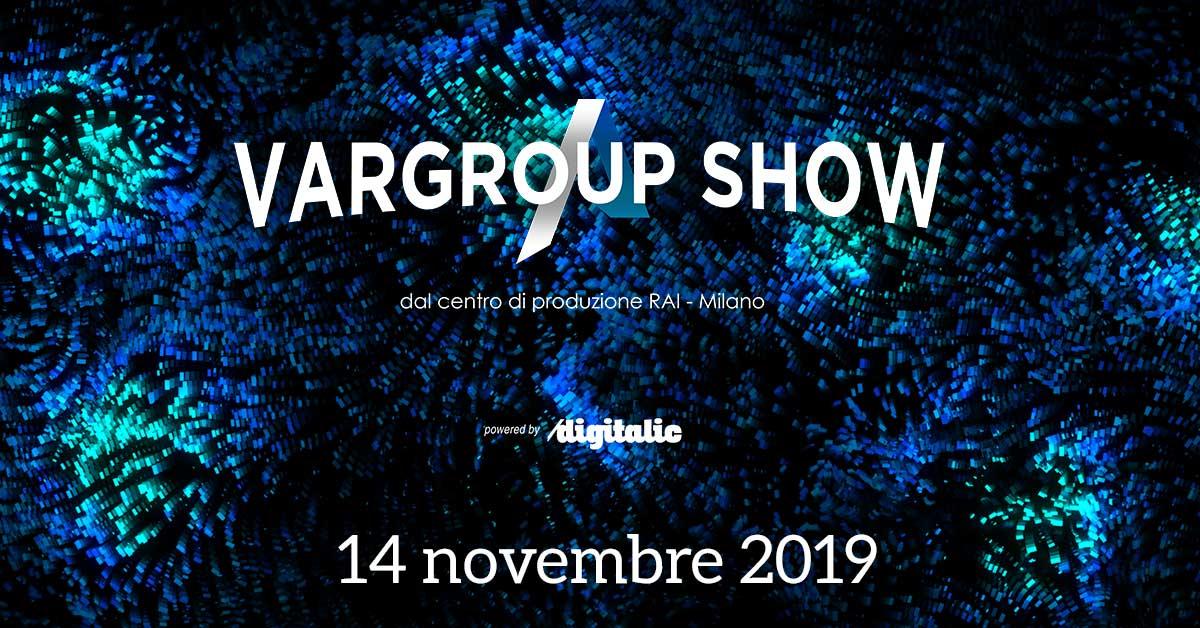 VARGROUP SHOW
dal centro di produzione RAI - Milano
powered by digitalic
14 novembre 2019